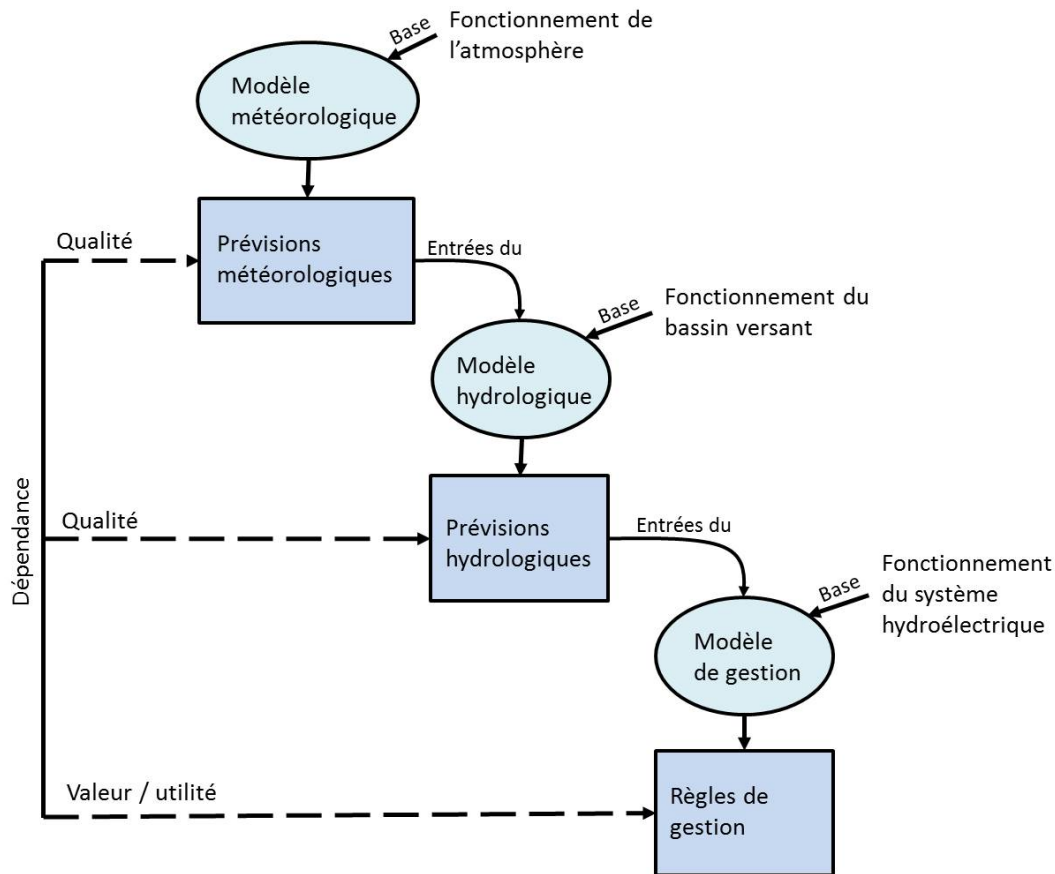 Base
Fonctionnement de
l'atmosphère
Modèle
météorologique
Qualité
Prévisions
météorologiques
Entrées du
Base
Fonctionnement du
bassin versant
Modèle
hydrologique
Dépendance
Qualité
Prévisions
hydrologiques
Entrées du
Base
Fonctionnement
du système
hydroélectrique
Modèle
de gestion
Valeur / utilité
Règles de
gestion